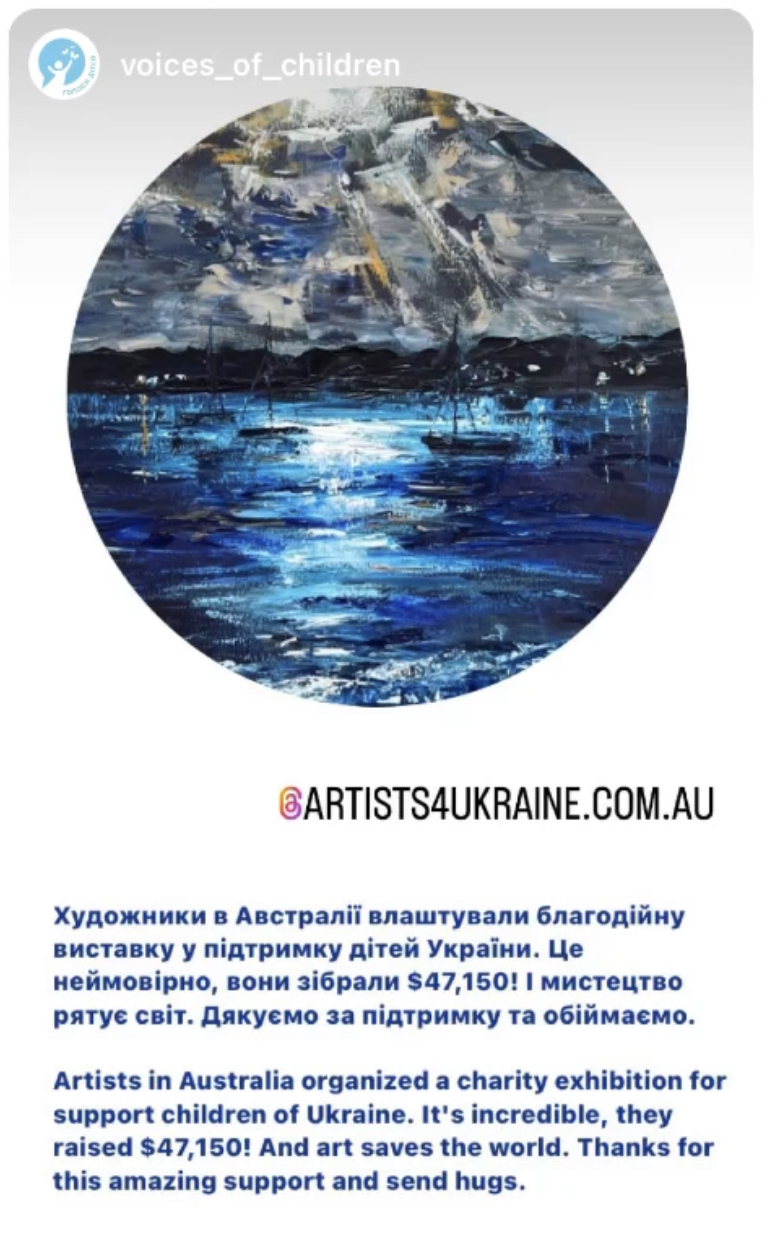 voices_of_children
@ARTISTS4UKRAINE.COM.AU
Художники в Австралії влаштували благодійну
виставку у підтримку дітей України. Це
неймовірно, вони зібрали $47,150! І мистецтво
рятує світ. Дякуємо за підтримку та обіймаємо.
Artists in Australia organized a charity exhibition for
support children of Ukraine. It's incredible, they
raised $47,150! And art saves the world. Thanks for
this amazing support and send hugs.